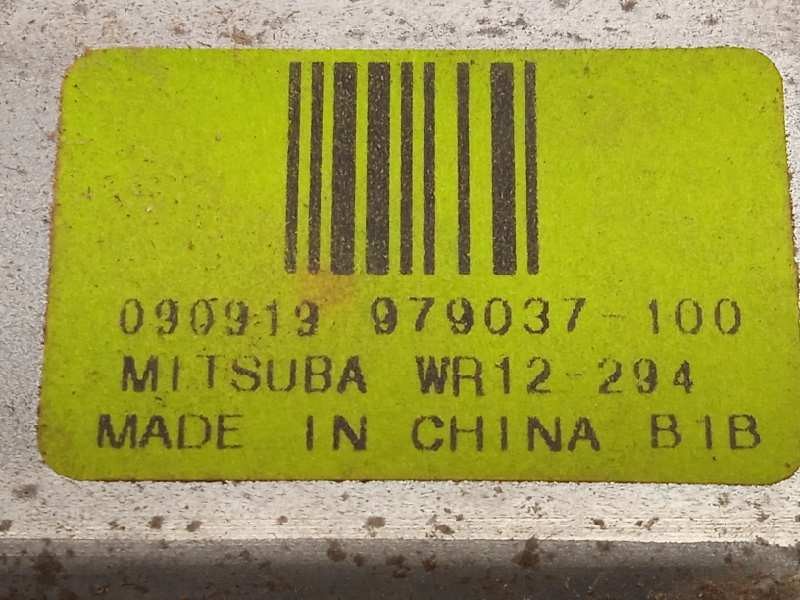 090919 979037-100
MITSUBA WR12-294
MADE IN CHINA B1B